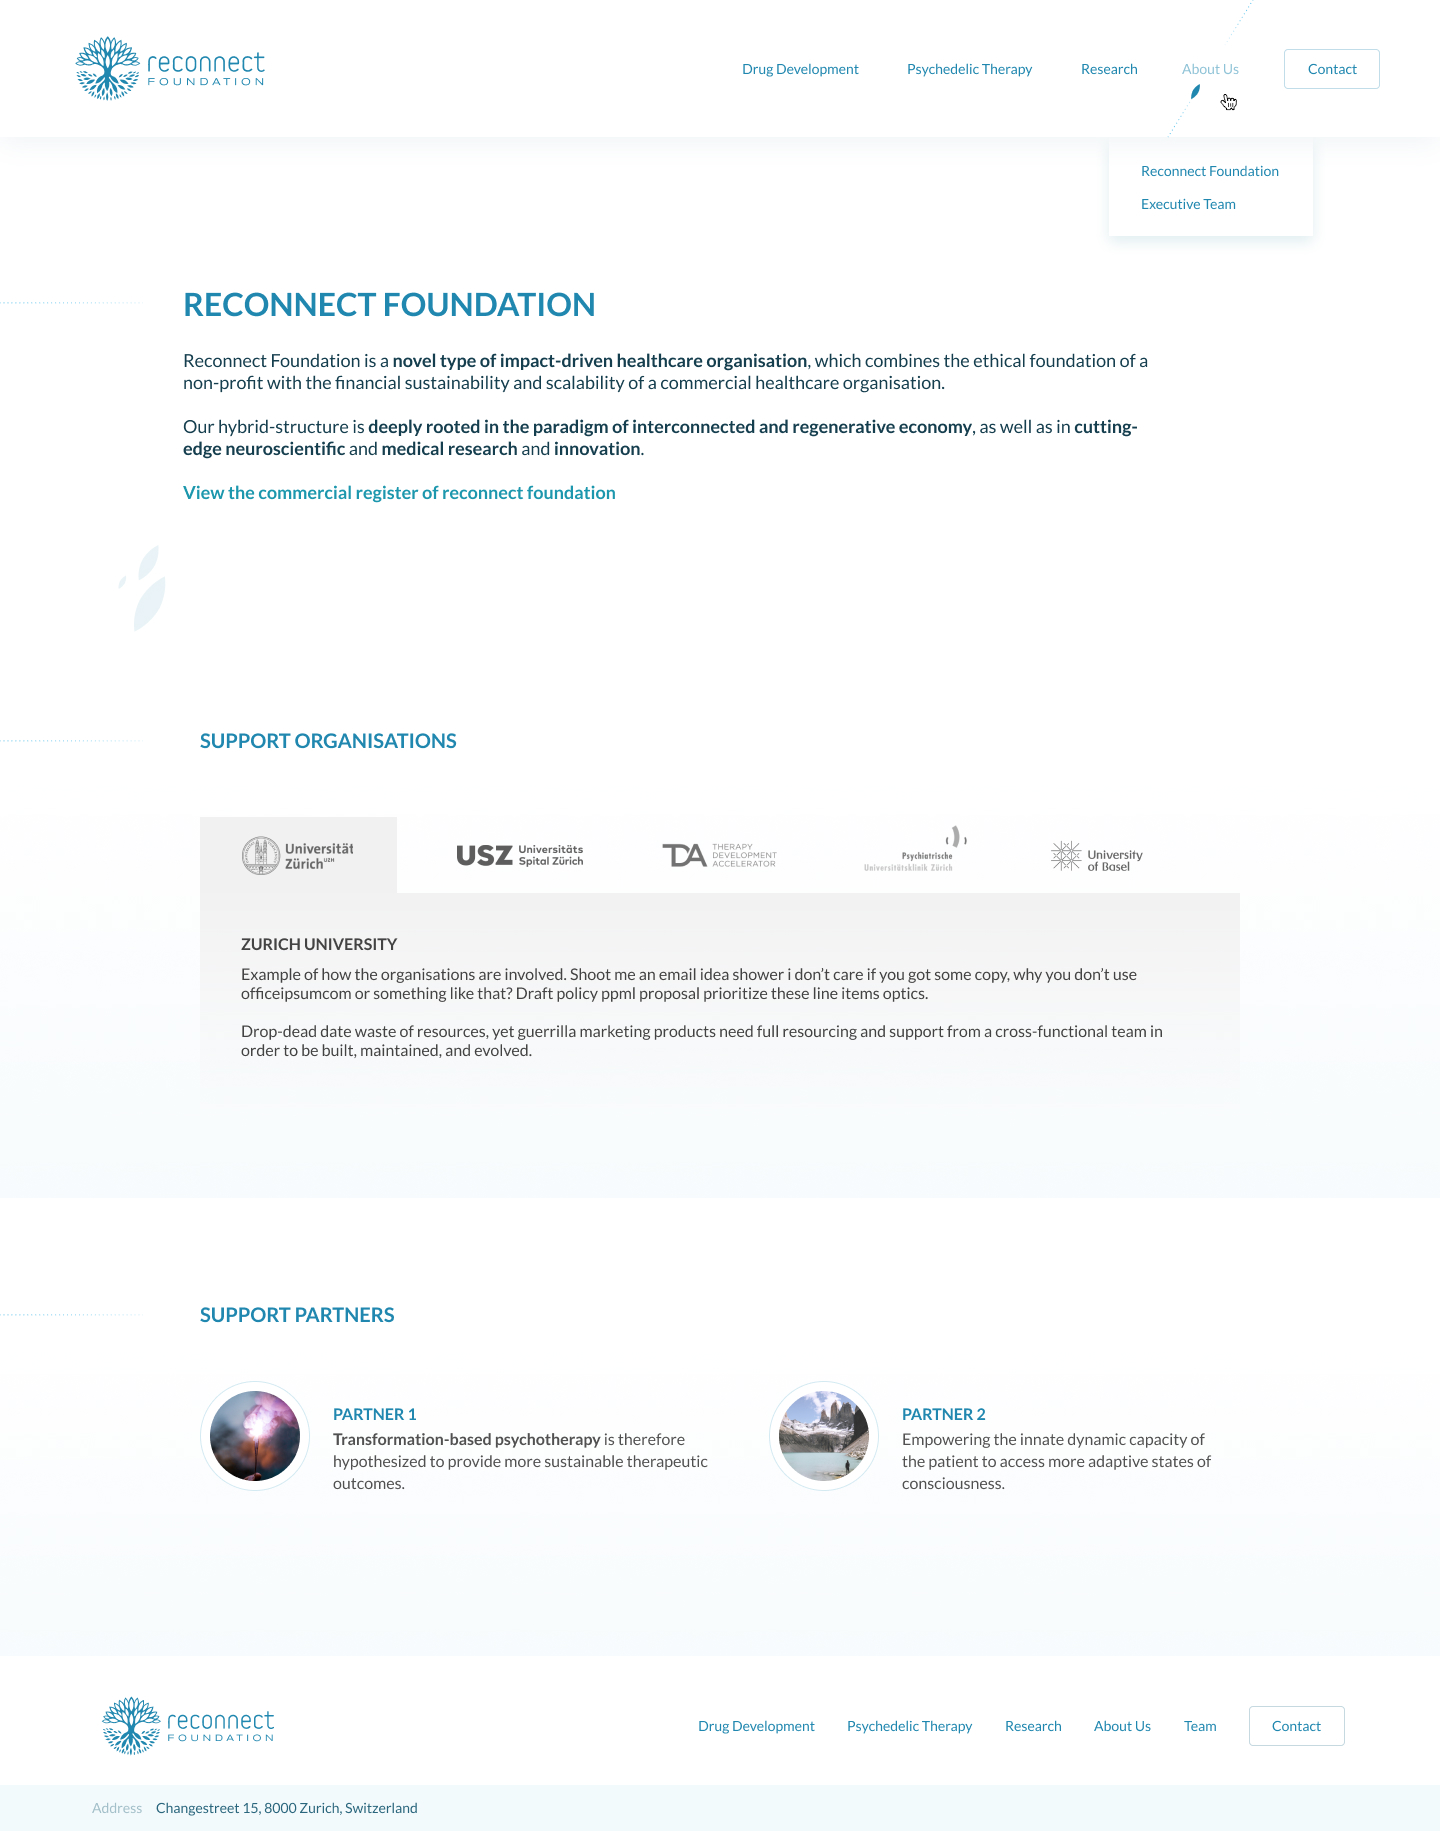 reconnect
FOUNDATION
Drug Development
Psychedelic Therapy
Research
About Us
Contact
Reconnect Foundation
Executive Team
RECONNECT FOUNDATION
Reconnect Foundation is a novel type of impact-driven healthcare organisation, which combines the ethical foundation of a
non-profit with the financial sustainability and scalability of a commercial healthcare organisation.
Our hybrid-structure is deeply rooted in the paradigm of interconnected and regenerative economy, as well as in cutting-
edge neuroscientific and medical research and innovation.
View the commercial register of reconnect foundation
SUPPORT ORGANISATIONS
Universität
Zürich UZH
USZ Universitäts
Spital Zürich
TDA THERAPY
DEVELOPMENT
ACCELERATOR
Psychiatrische
Universitätsklinik Zürich
University
of Basel
ZURICH UNIVERSITY
Example of how the organisations are involved. Shoot me an email idea shower i don’t care if you got some copy, why you don’t use
officeipsumcom or something like that? Draft policy ppml proposal prioritize these line items optics.
Drop-dead date waste of resources, yet guerrilla marketing products need full resourcing and support from a cross-functional team in
order to be built, maintained, and evolved.
SUPPORT PARTNERS
PARTNER 1
Transformation-based psychotherapy is therefore
hypothesized to provide more sustainable therapeutic
outcomes.
PARTNER 2
Empowering the innate dynamic capacity of
the patient to access more adaptive states of
consciousness.
reconnect
FOUNDATION
Drug Development
Psychedelic Therapy
Research
About Us
Team
Contact
Address Changestreet 15, 8000 Zurich, Switzerland